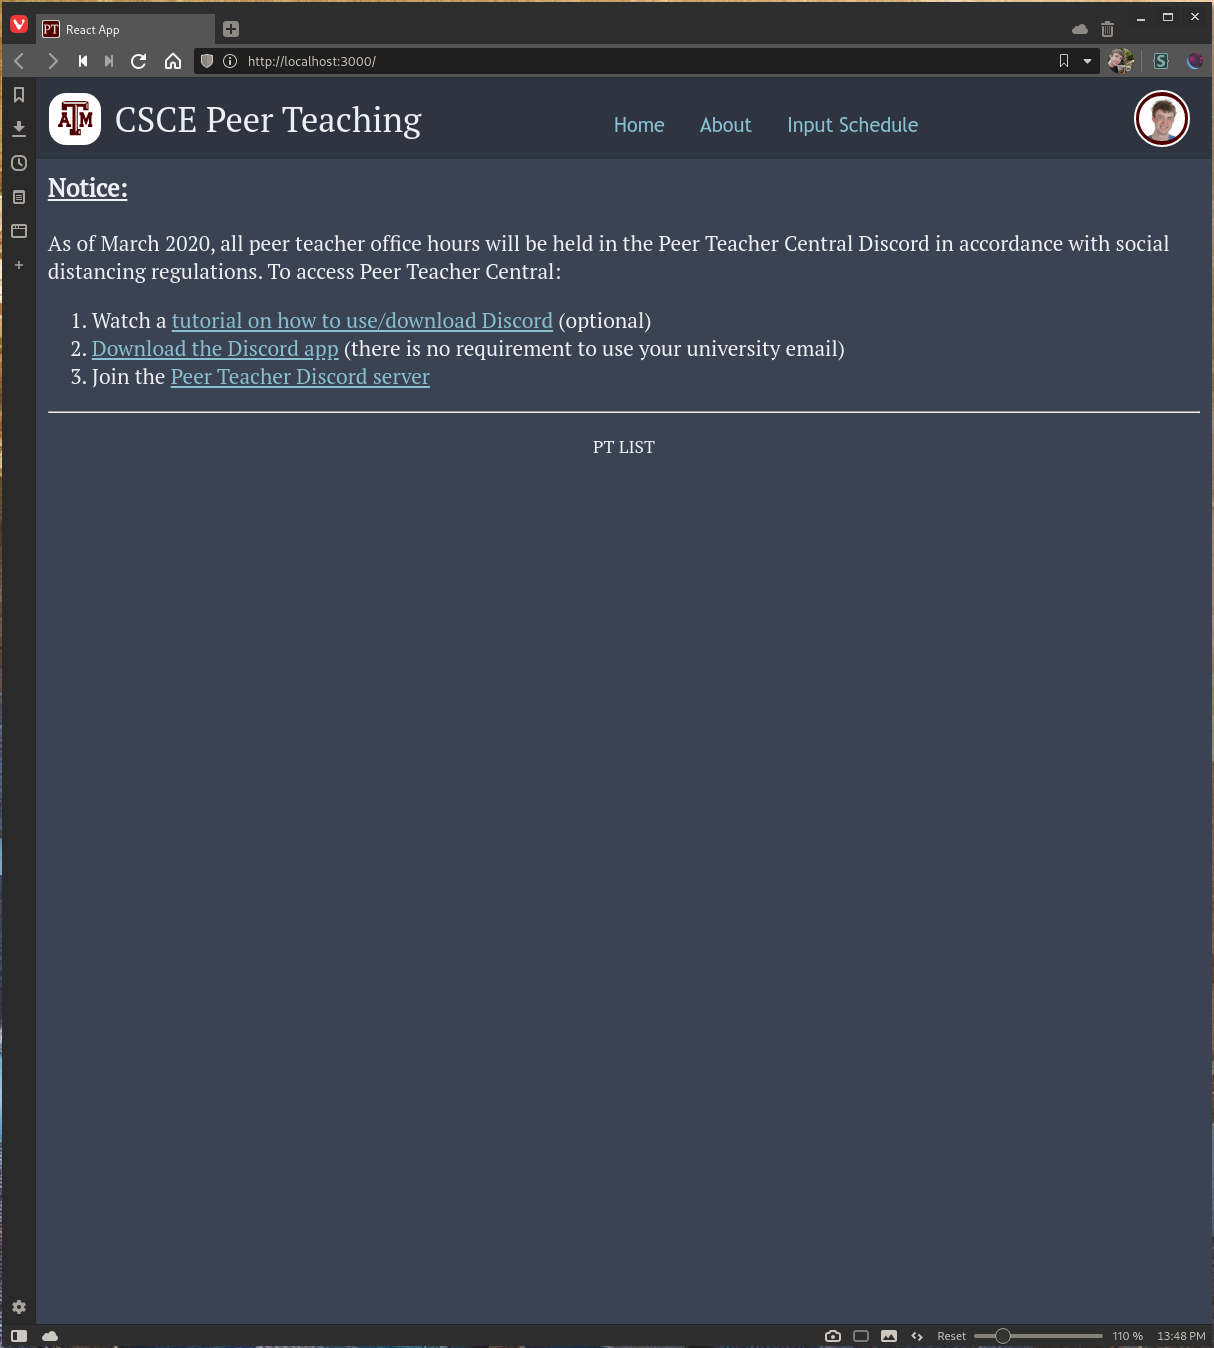 PT React App
http://localhost:3000/
S
ATM CSCE Peer Teaching Home About Input Schedule
Notice:
As of March 2020, all peer teacher office hours will be held in the Peer Teacher Central Discord in accordance with social
distancing regulations. To access Peer Teacher Central:
1. Watch a tutorial on how to use/download Discord (optional)
2. Download the Discord app (there is no requirement to use your university email)
3. Join the Peer Teacher Discord server
PT LIST
Reset 110 % 13:48 PM